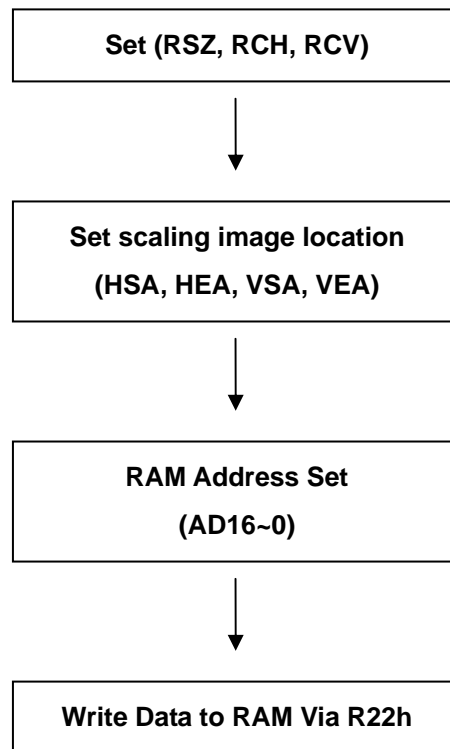 Set (RSZ, RCH, RCV)
Set scaling image location
(HSA, HEA, VSA, VEA)
RAM Address Set
(AD16~0)
Write Data to RAM Via R22h